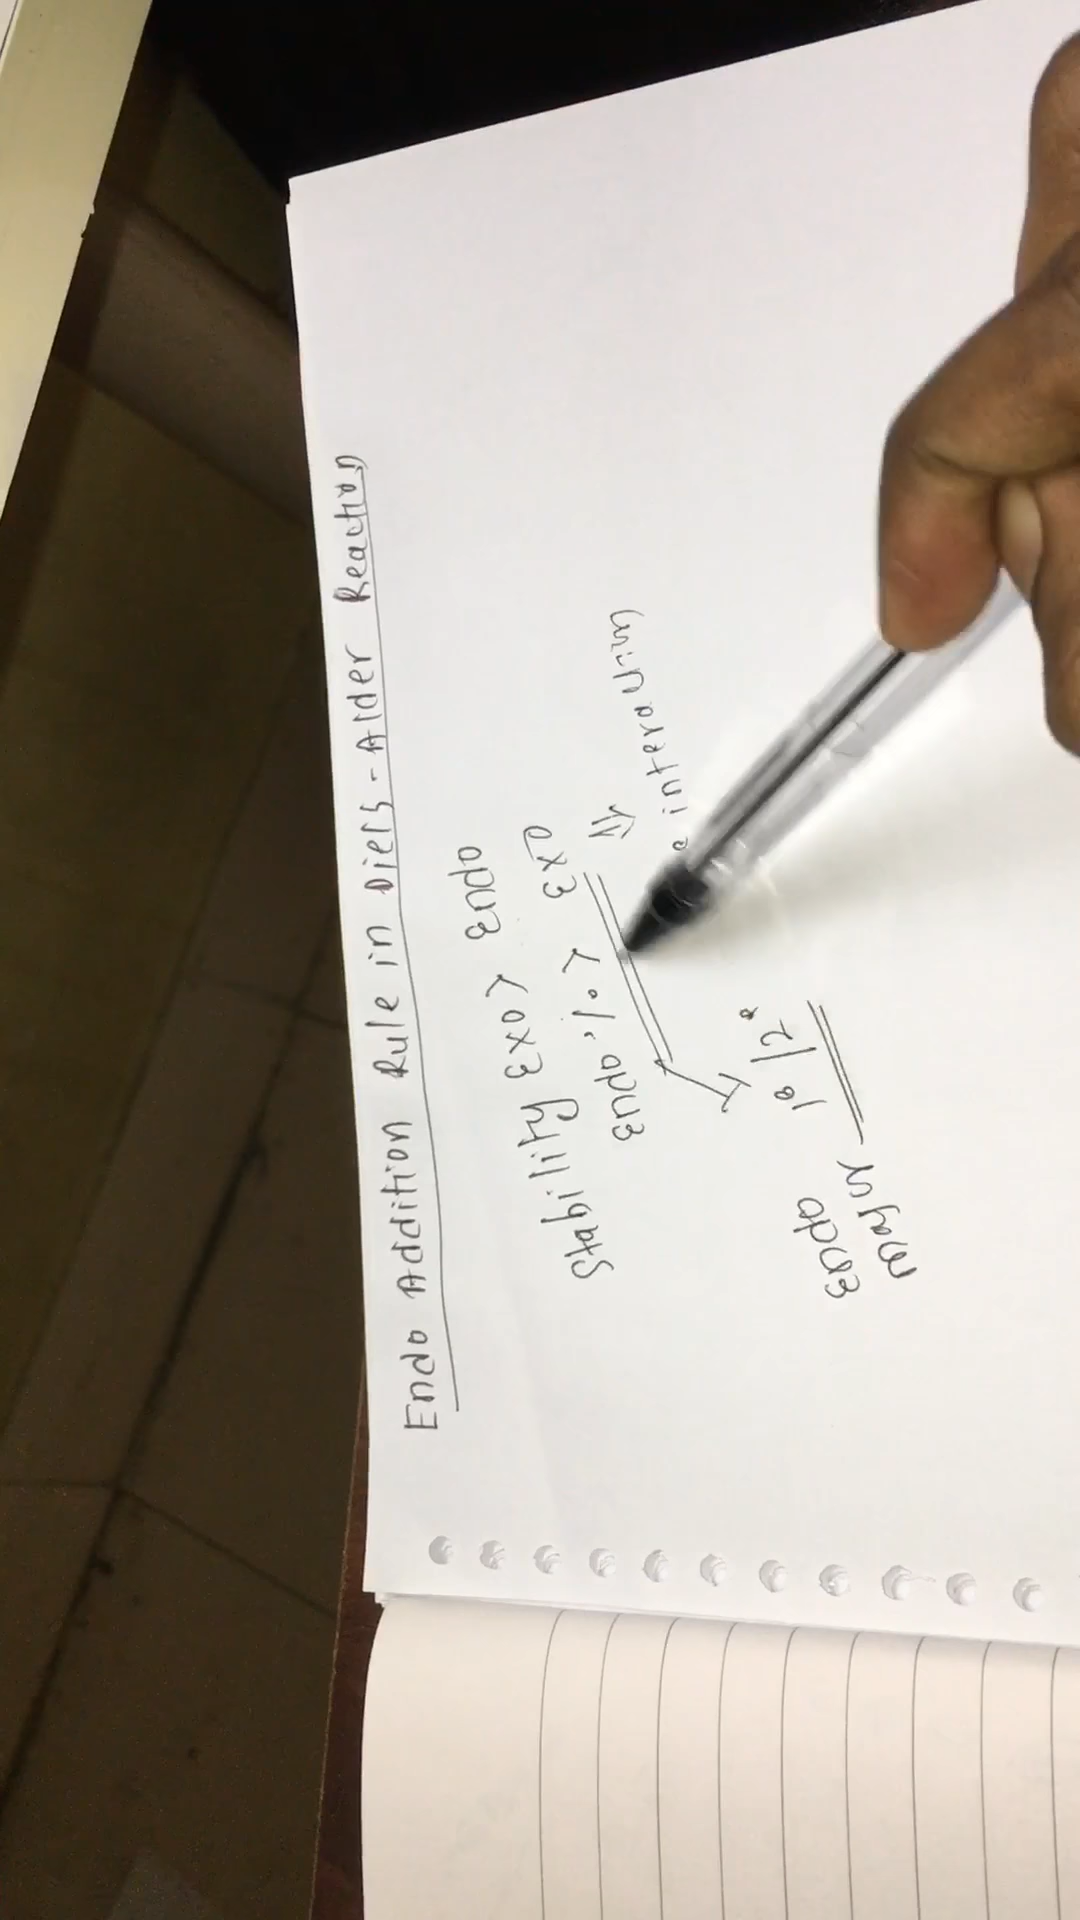 Endo Addition Rule in Diels-Alder Reaction
Stability Exo > Endo
Endo % > Exo
interaction
1° / 2°
Endo
major